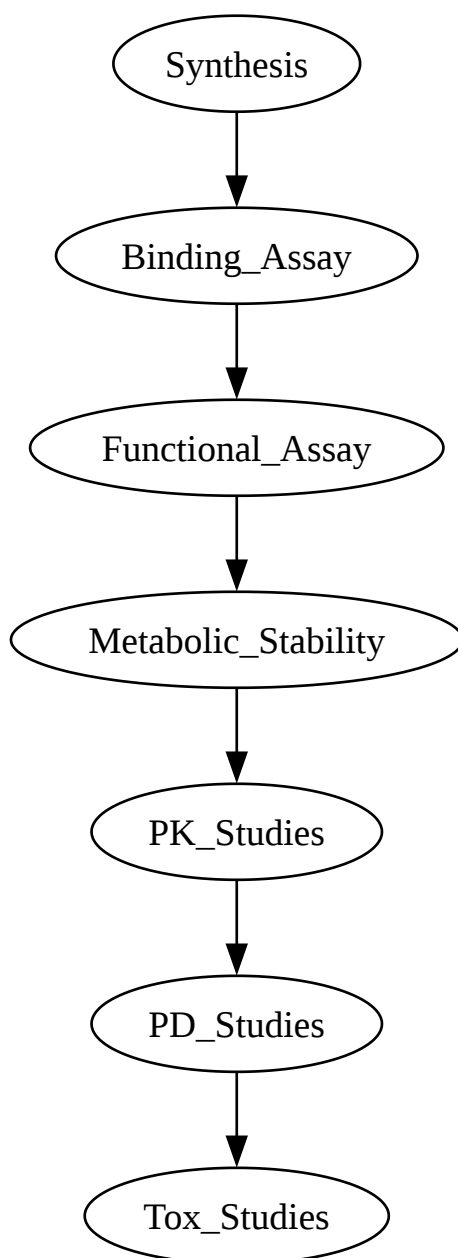 Synthesis
Binding_Assay
Functional_Assay
Metabolic_Stability
PK_Studies
PD_Studies
Tox_Studies